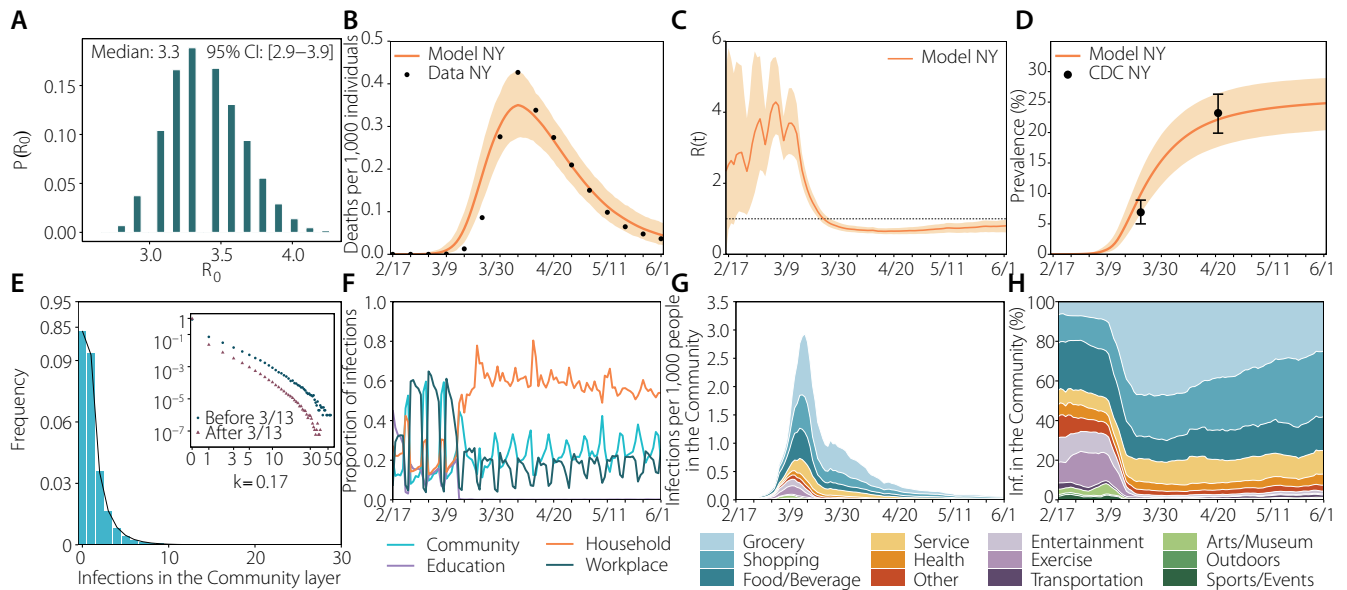 A
Median: 3.3
95% CI: [2.9–3.9]
0.15
0.10
0.05
0.00
P (R0)
3.0
3.5
4.0
R0
B
Deaths per 1,000 individuals
0.5
0.4
0.3
0.2
0.1
0.0
Model NY
Data NY
2/17
3/9
3/30
4/20
5/11
6/1
C
R(t)
6
4
2
0
Model NY
2/17
3/9
3/30
4/20
5/11
6/1
D
Prevalence (%)
30
25
20
15
10
5
0
Model NY
CDC NY
2/17
3/9
3/30
4/20
5/11
6/1
E
Frequency
0.95
0.85
0.09
0.06
0.03
0
0
10
20
30
Infections in the Community layer
1
10−1
10−3
10−5
10−7
Before 3/13
After 3/13
0
1
3
5
10
30
50
k= 0.17
F
Proportion of infections
1.0
0.8
0.6
0.4
0.2
0.0
2/17
3/9
3/30
4/20
5/11
6/1
Community
Household
Education
Workplace
G
Infections per 1,000 people
in the Community
3.5
3.0
2.5
2.0
1.5
1.0
0.5
0.0
2/17
3/9
3/30
4/20
5/11
6/1
H
Inf. in the Community (%)
100
80
60
40
20
0
2/17
3/9
3/30
4/20
5/11
6/1
Grocery
Service
Entertainment
Arts/Museum
Shopping
Health
Exercise
Outdoors
Food/Beverage
Other
Transportation
Sports/Events